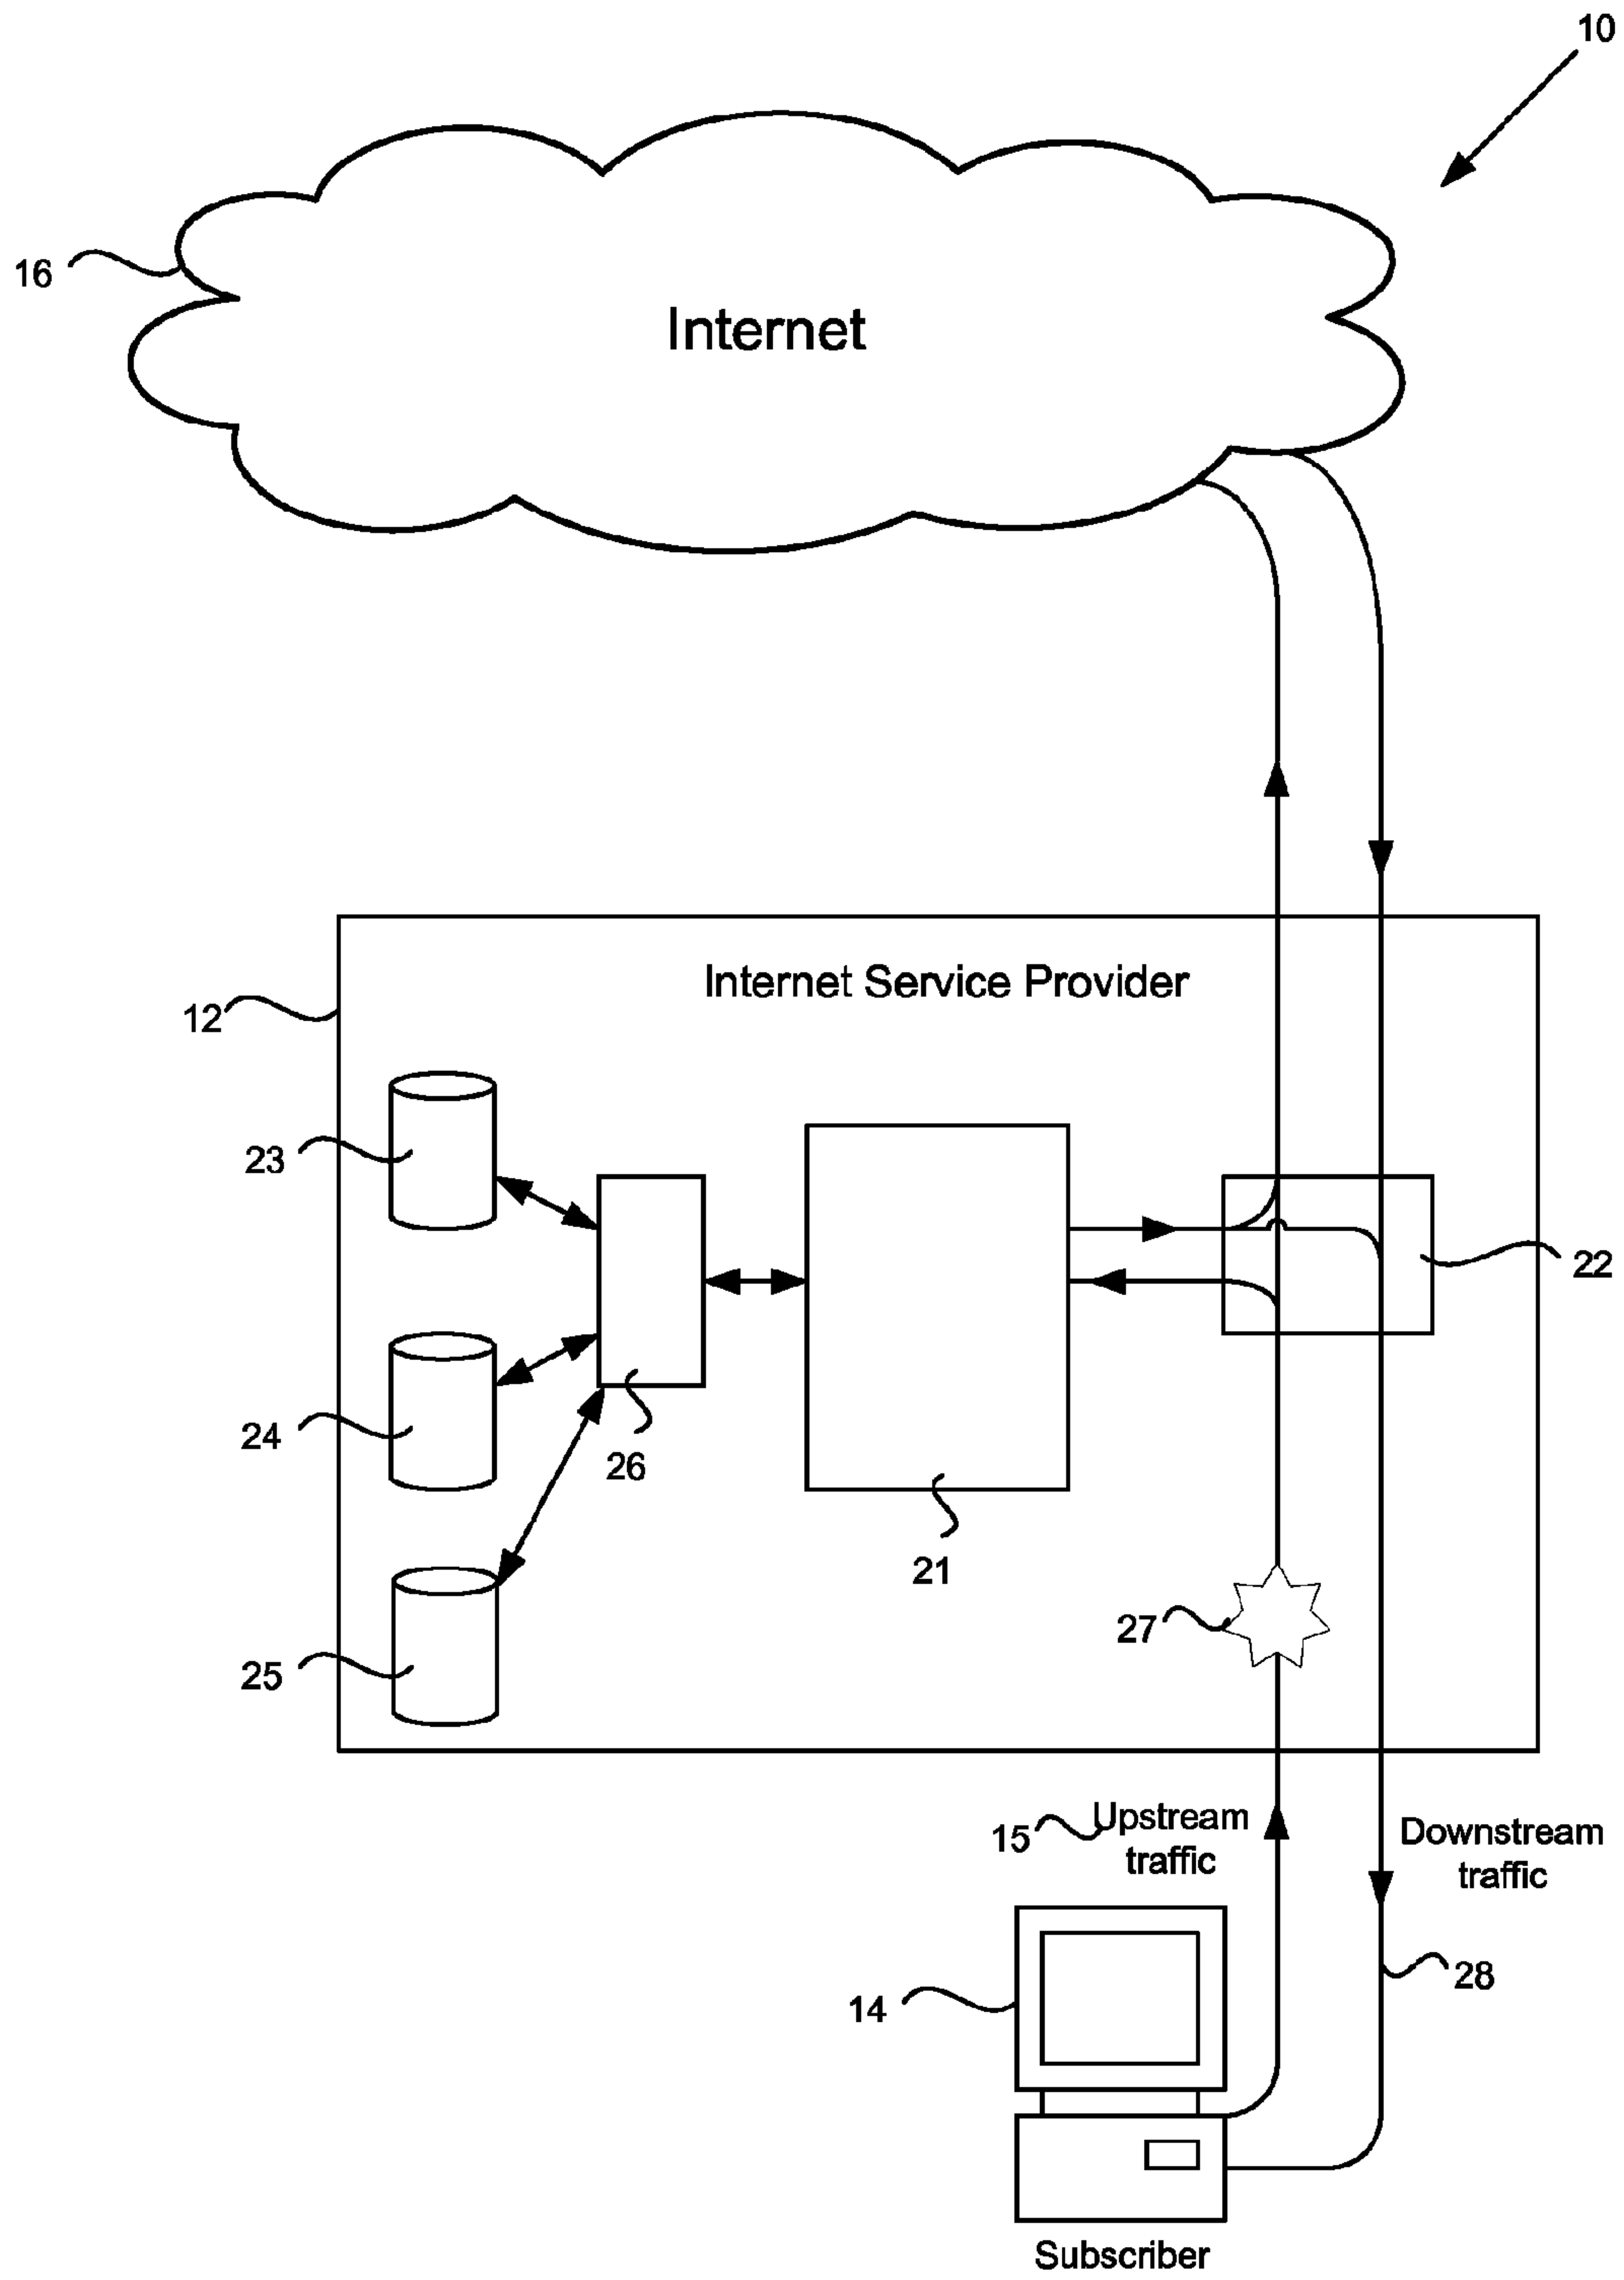 10
16
Internet
Internet Service Provider
12
23
22
24
26
21
27
25
15
Upstream
traffic
Downstream
traffic
28
14
Subscriber